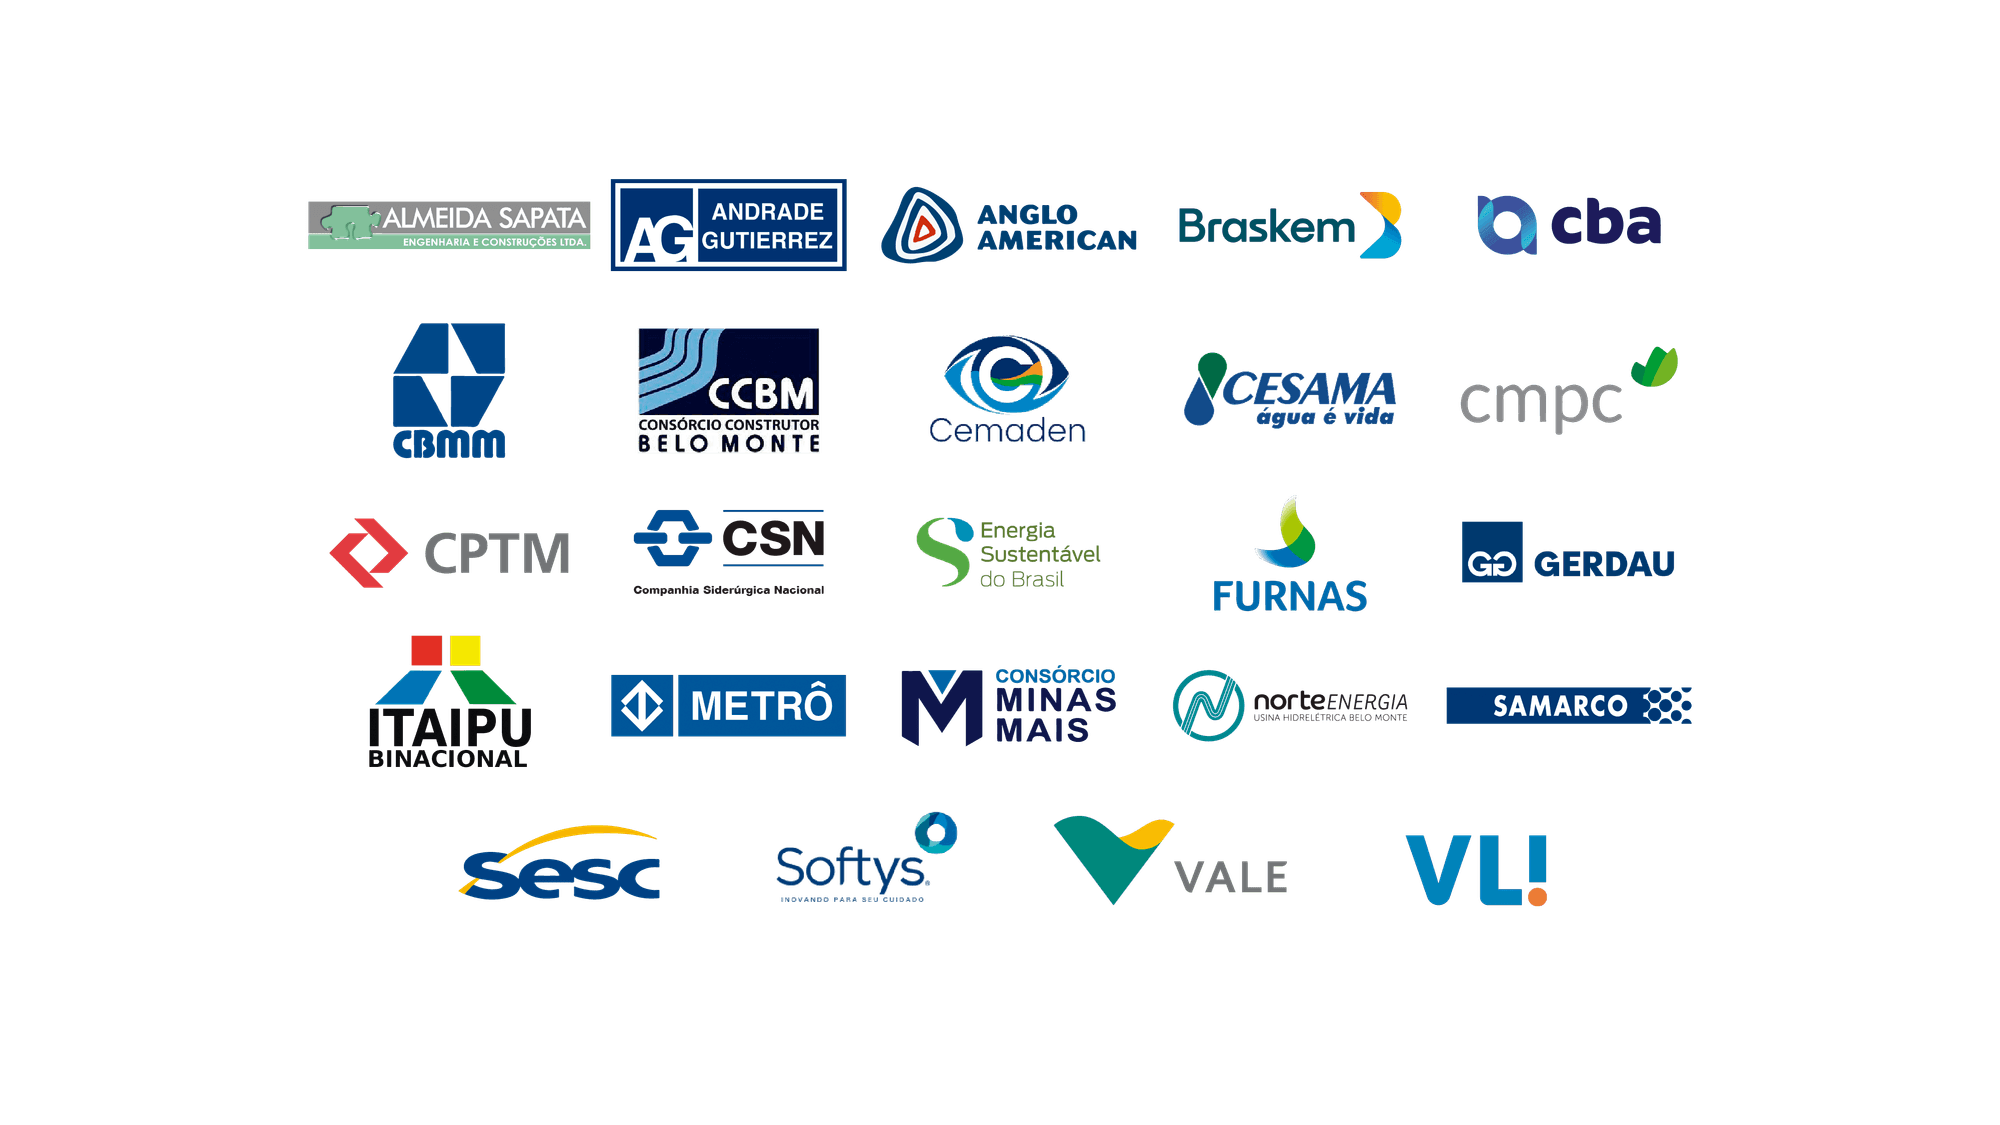 ALMEIDA SAPATA
ENGENHARIA E CONSTRUÇÕES LTDA.
AG
ANDRADE
GUTIERREZ
ANGLO
AMERICAN
Braskem
cba
CBMM
CCBM
CONSÓRCIO CONSTRUTOR
BELO MONTE
Cemaden
CESAMA
água é vida
cmpc
CPTM
CSN
Companhia Siderúrgica Nacional
Energia
Sustentável
do Brasil
FURNAS
GG
GERDAU
ITAIPU
BINACIONAL
METRÔ
M
CONSÓRCIO
MINAS
MAIS
norteENERGIA
USINA HIDRELÉTRICA BELO MONTE
SAMARCO
Sesc
Softys®
INOVANDO PARA SEU CUIDADO
VALE
VL!